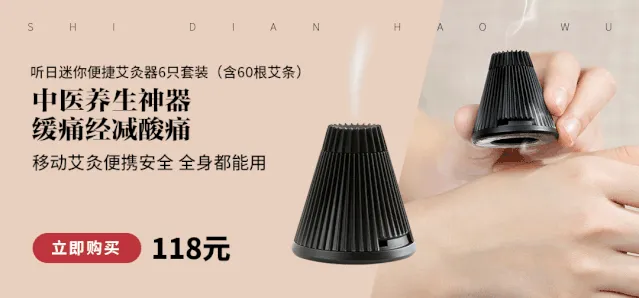 SHI DIAN HAO WU
听日迷你便捷艾灸器6只套装（含60根艾条）
中医养生神器
缓痛经减酸痛
移动艾灸便携安全 全身都能用
立即购买 118元